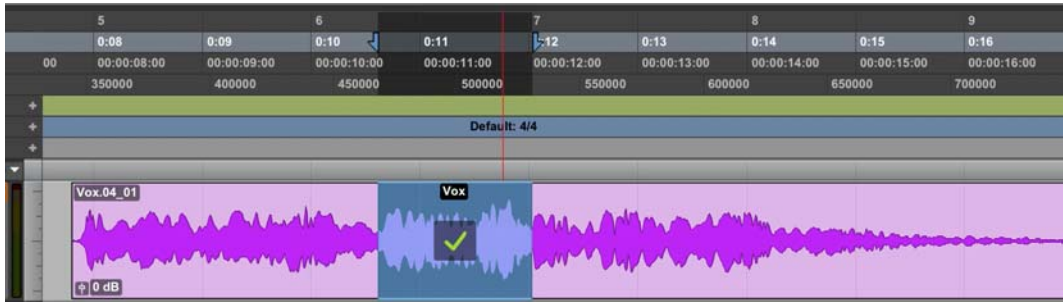 5 6 7 8 9
0:08 0:09 0:10 0:11 0:12 0:13 0:14 0:15 0:16
00 00:00:08:00 00:00:09:00 00:00:10:00 00:00:11:00 00:00:12:00 00:00:13:00 00:00:14:00 00:00:15:00 00:00:16:00
350000 400000 450000 500000 550000 600000 650000 700000
Default: 4/4
Vox.04_01 Vox
0 dB